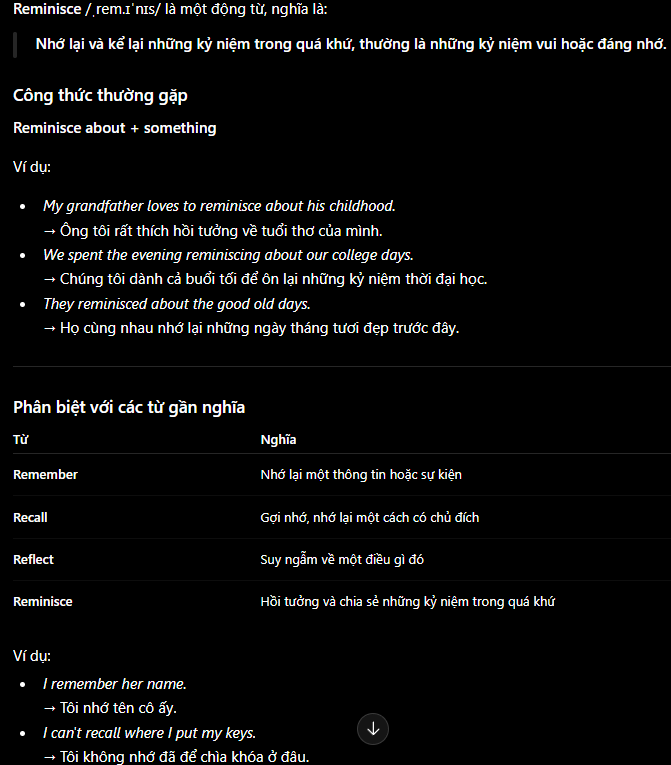 Reminisce /ˌrem.ɪˈnɪs/ là một động từ, nghĩa là:
Nhớ lại và kể lại những kỷ niệm trong quá khứ, thường là những kỷ niệm vui hoặc đáng nhớ.
Công thức thường gặp
Reminisce about + something
Ví dụ:
• My grandfather loves to reminisce about his childhood.
→ Ông tôi rất thích hồi tưởng về tuổi thơ của mình.
• We spent the evening reminiscing about our college days.
→ Chúng tôi dành cả buổi tối để ôn lại những kỷ niệm thời đại học.
• They reminisced about the good old days.
→ Họ cùng nhau nhớ lại những ngày tháng tươi đẹp trước đây.
Phân biệt với các từ gần nghĩa
Từ Nghĩa
Remember Nhớ lại một thông tin hoặc sự kiện
Recall Gợi nhớ, nhớ lại một cách có chủ đích
Reflect Suy ngẫm về một điều gì đó
Reminisce Hồi tưởng và chia sẻ những kỷ niệm trong quá khứ
Ví dụ:
• I remember her name.
→ Tôi nhớ tên cô ấy.
• I can't recall where I put my keys.
→ Tôi không nhớ đã để chìa khóa ở đâu.